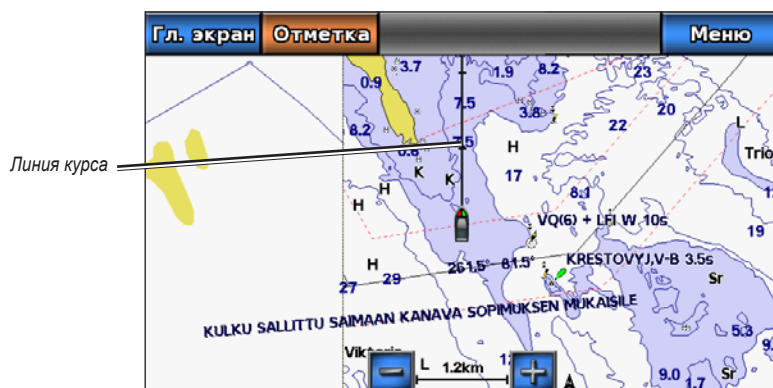 Гл. экран Отметка Меню
3.7 1.9 8.2 23
0.9 7.5 3.8 20
8.2 7.5 22 L
0.8 H Trio
Линия курса
K K 17
H H 8.1
VQ(6) + LFl W 10s 19
H 261.5° 81.5° KRESTOVYJ,V-B 3.5s
27 29 Sr
KULKU SALLITTU SAIMAAN KANAVA SOPIMUKSEN MUKAISILE
5.3
L 1.2km
9.0 1.7 Sr